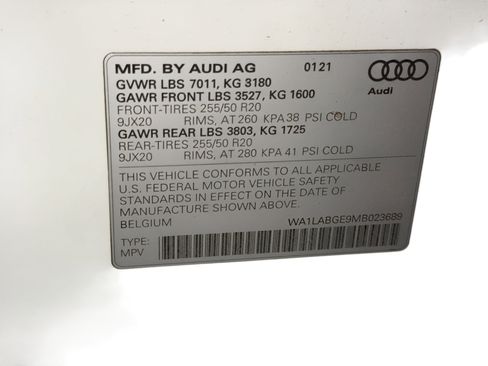 MFD. BY AUDI AG 0121
GVWR LBS 7011, KG 3180
GAWR FRONT LBS 3527, KG 1600
FRONT-TIRES 255/50 R20
9JX20 RIMS, AT 260 KPA 38 PSI COLD
GAWR REAR LBS 3803, KG 1725
REAR-TIRES 255/50 R20
9JX20 RIMS, AT 280 KPA 41 PSI COLD
Audi
THIS VEHICLE CONFORMS TO ALL APPLICABLE
U.S. FEDERAL MOTOR VEHICLE SAFETY
STANDARDS IN EFFECT ON THE DATE OF
MANUFACTURE SHOWN ABOVE.
BELGIUM WA1LABGE9MB023689
TYPE:
MPV